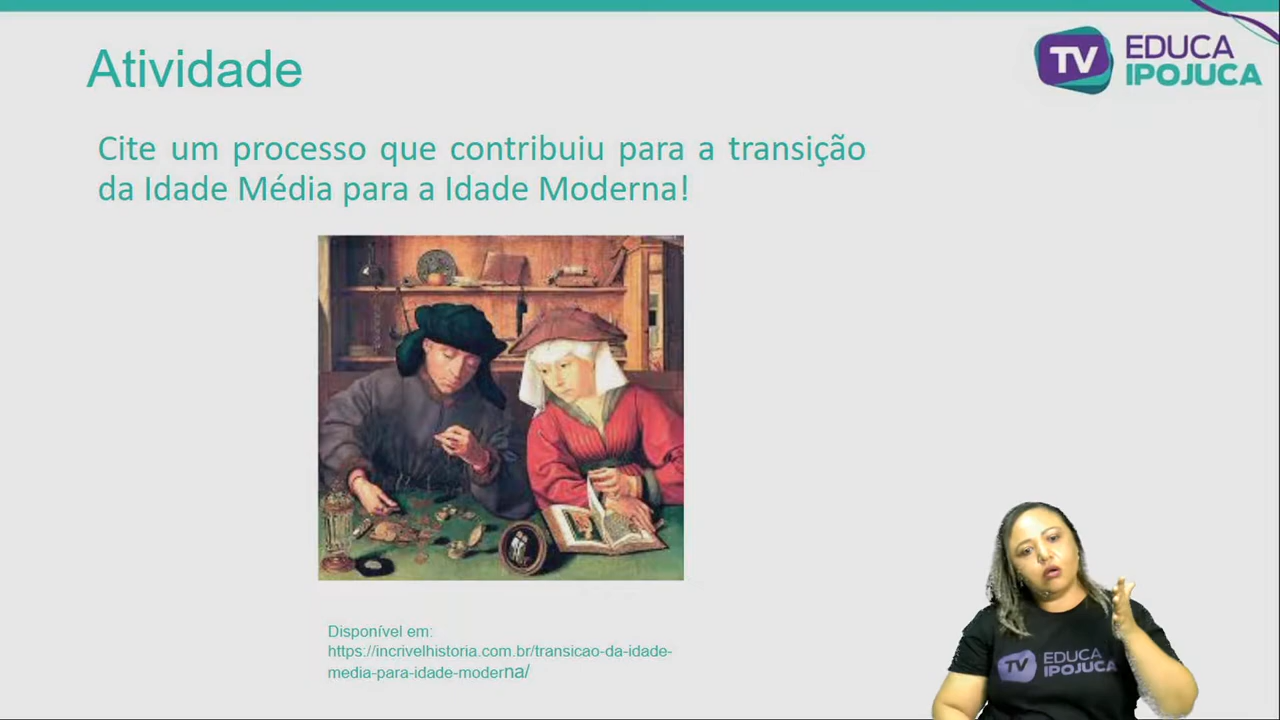 Atividade
TV EDUCA
IPOJUCA
Cite um processo que contribuiu para a transição
da Idade Média para a Idade Moderna!
Disponível em:
https://incrivelhistoria.com.br/transicao-da-idade-
media-para-idade-moderna/
TV EDUCA
IPOJUCA